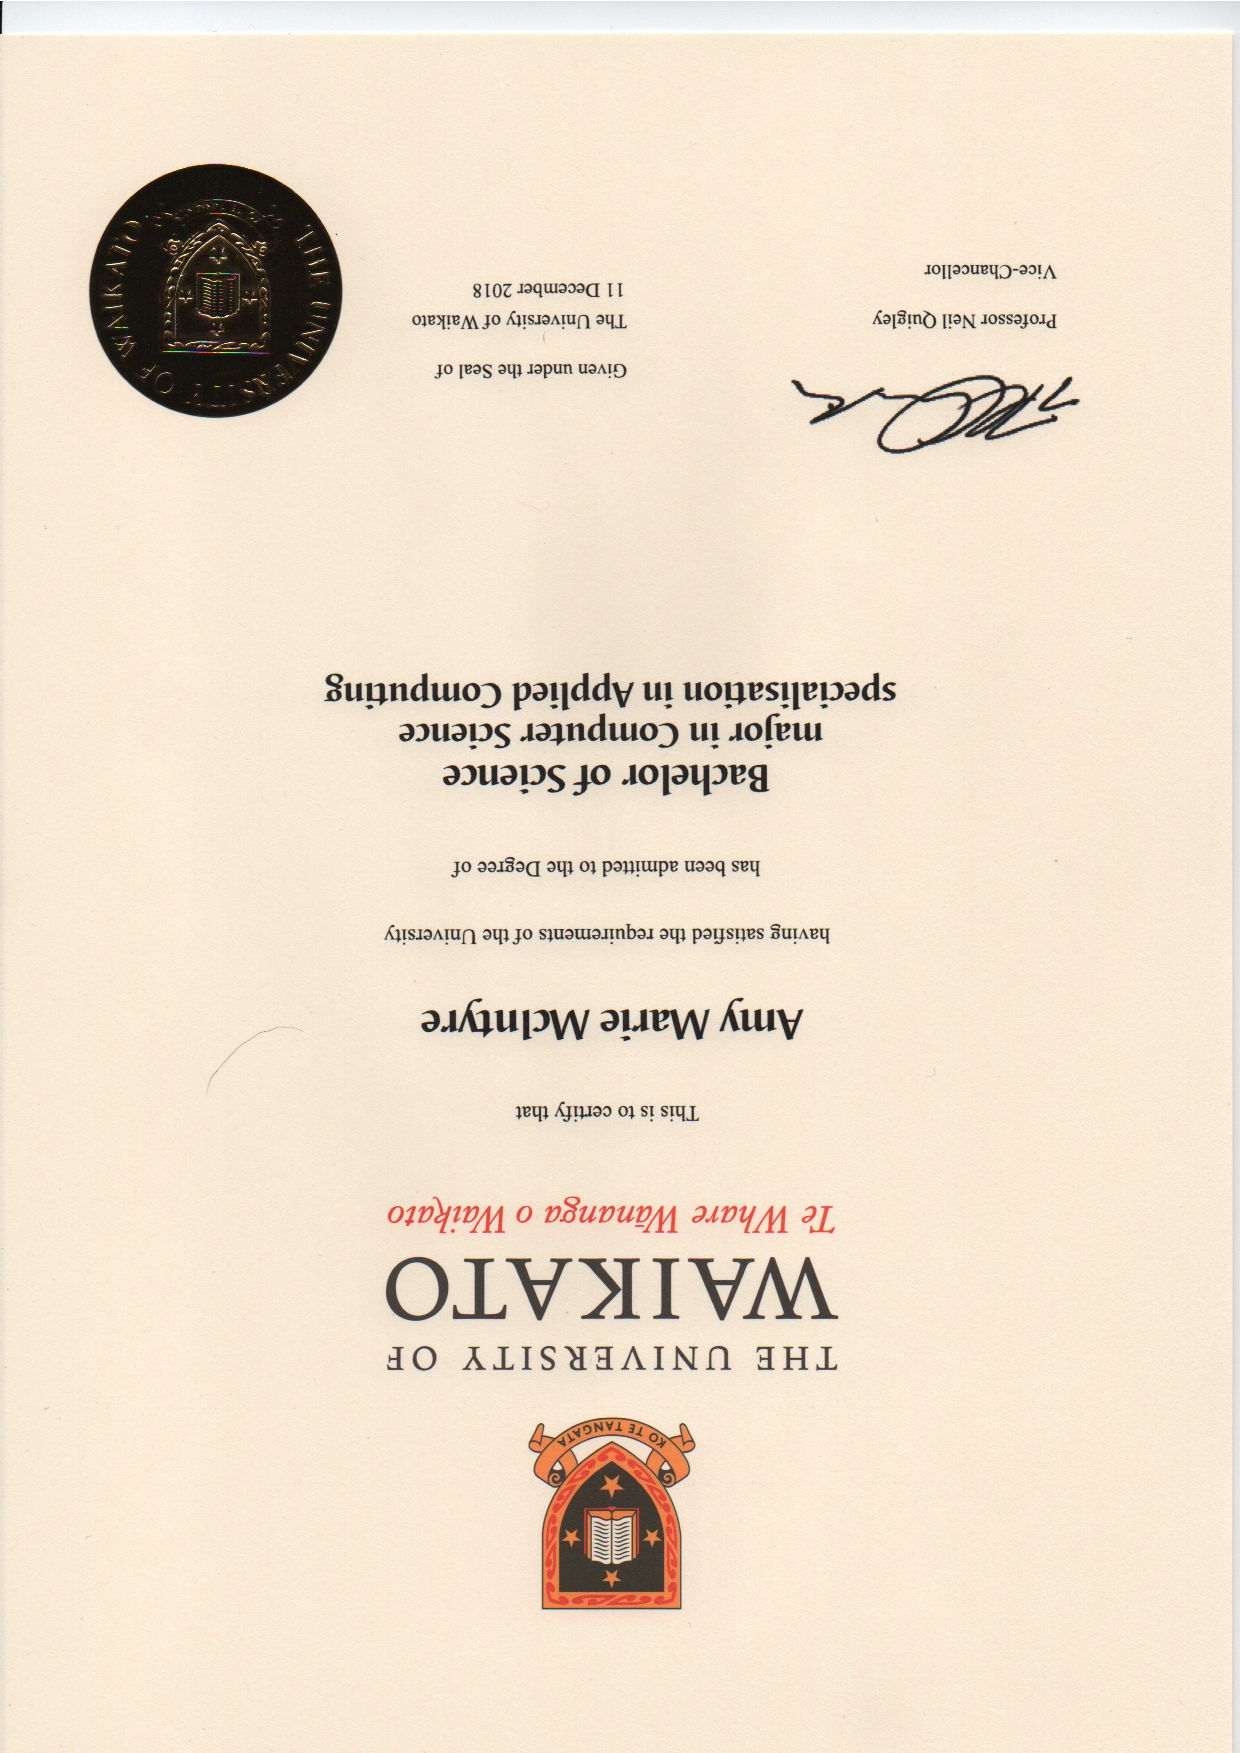 KO TE TANGATA
THE UNIVERSITY OF
WAIKATO
Te Whare Wānanga o Waikato
This is to certify that
Amy Marie McIntyre
having satisfied the requirements of the University
has been admitted to the Degree of
Bachelor of Science
major in Computer Science
specialisation in Applied Computing
Given under the Seal of
The University of Waikato
11 December 2018
Professor Neil Quigley
Vice-Chancellor
THE UNIVERSITY OF WAIKATO